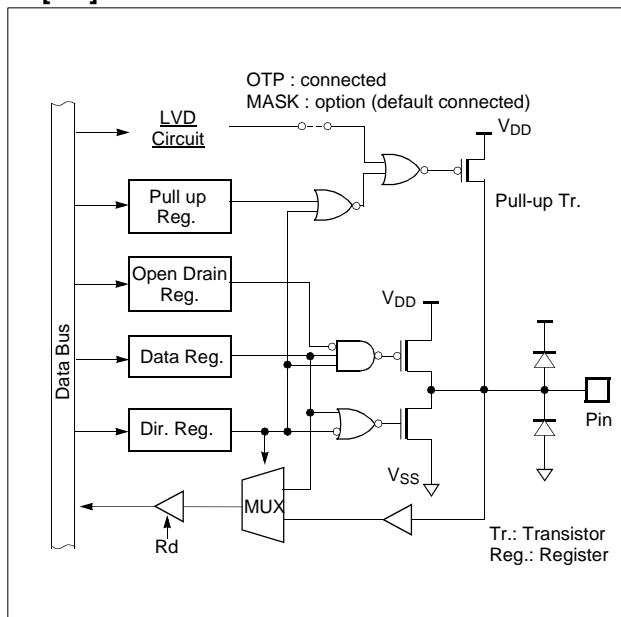 OTP : connected
MASK : option (default connected)
LVD
Circuit
VDD
Pull up
Reg.
Pull-up Tr.
Open Drain
Reg.
VDD
Data Reg.
Data Bus
Dir. Reg.
Pin
VSS
MUX
Rd
Tr.: Transistor
Reg.: Register